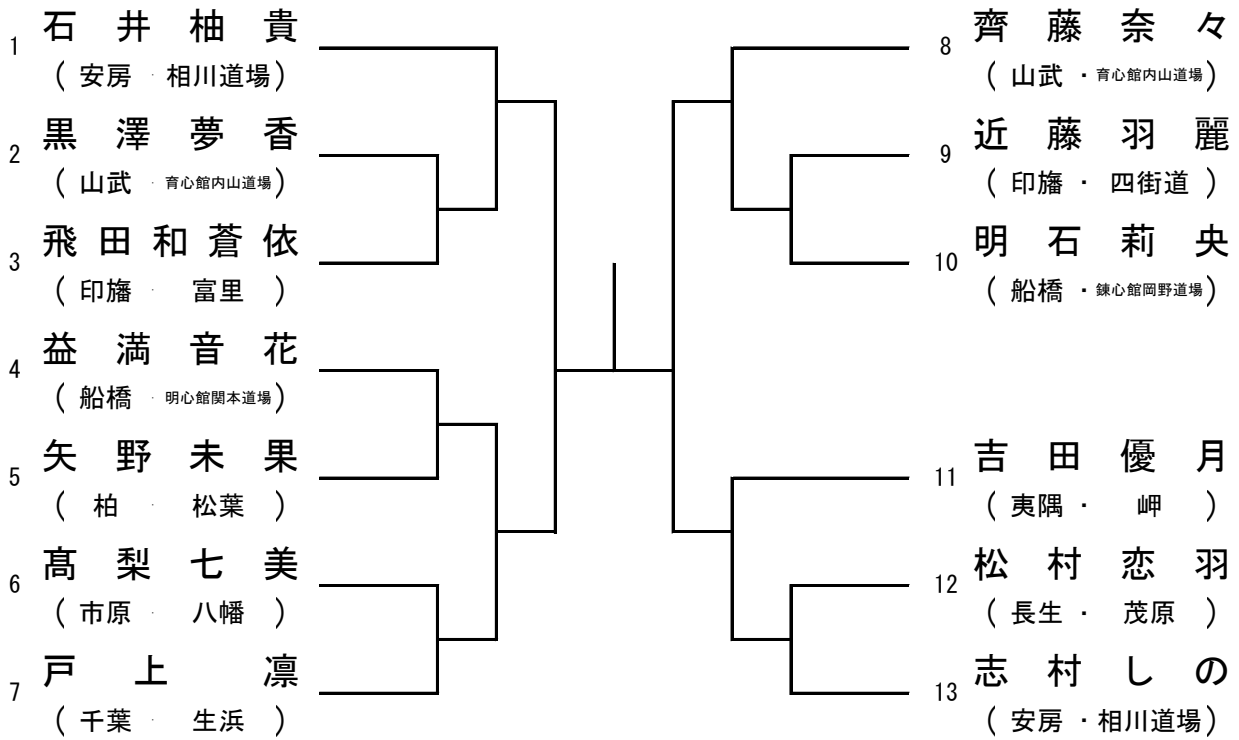 1 石井柚貴
(安房・相川道場)
2 黒澤夢香
(山武・育心館内山道場)
3 飛田和蒼依
(印旛・富里)
4 益満音花
(船橋・明心館関本道場)
5 矢野未果
(柏・松葉)
6 髙梨七美
(市原・八幡)
7 戸上凛
(千葉・生浜)
8 齊藤奈々
(山武・育心館内山道場)
9 近藤羽麗
(印旛・四街道)
10 明石莉央
(船橋・錬心館岡野道場)
11 吉田優月
(夷隅・岬)
12 松村恋羽
(長生・茂原)
13 志村しの
(安房・相川道場)